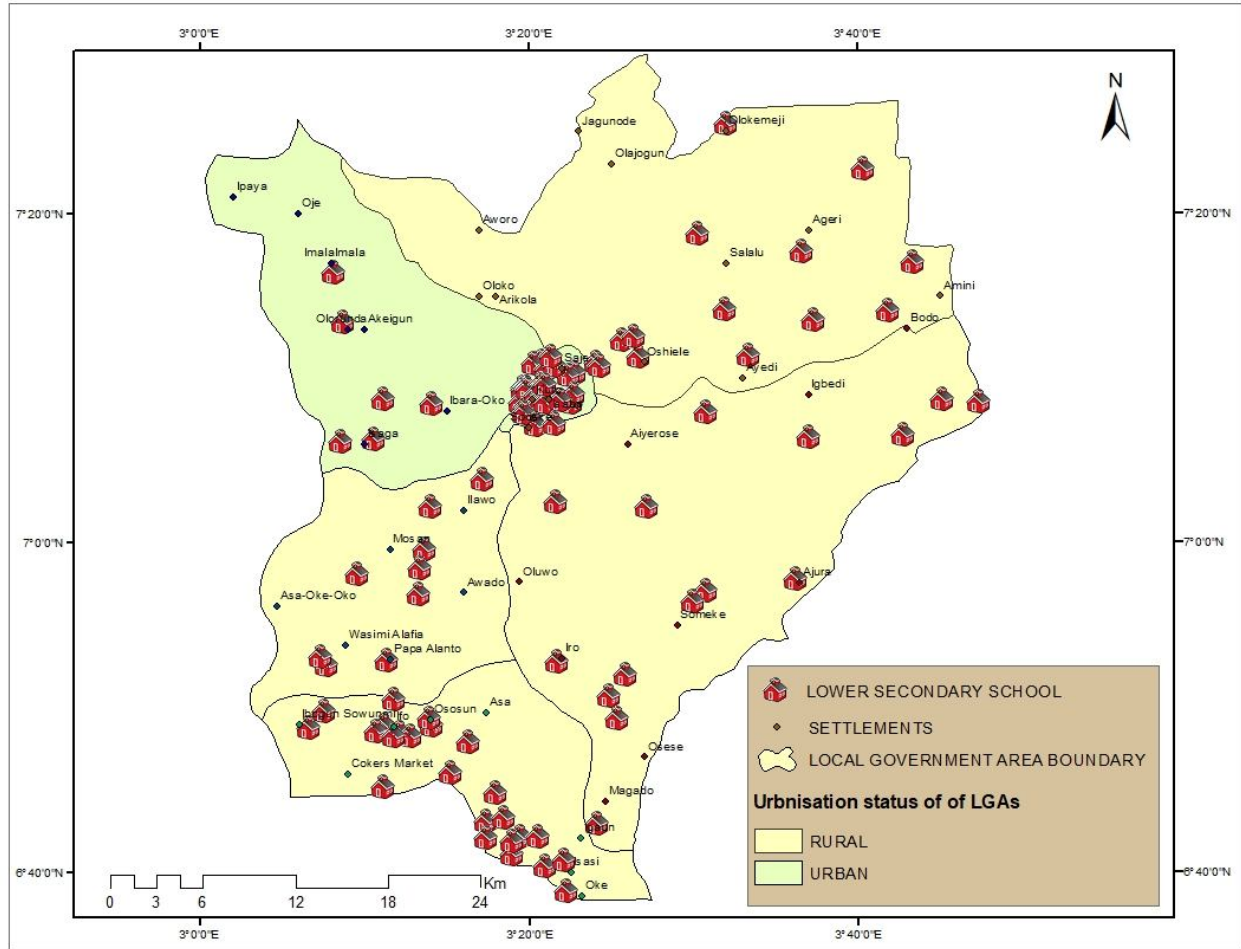 3°0'0"E 3°20'0"E 3°40'0"E
N
7°20'0"N 7°20'0"N
7°0'0"N 7°0'0"N
6°40'0"N 6°40'0"N
Jagunode
Olokemeji
Olajogun
Ipaya
Oje
Aworo
Ageri
ImalaImala
Salalu
Oloko
Arikola
Amini
Akeigun
Bodo
Saje
Oshiele
Ayedi
Igbedi
Ibara-Oko
Aiyerose
Ilawo
Mosan
Oluwo
Ajura
Awado
Asa-Oke-Oko
Someke
Wasimi Alafia
Papa Alanto
Iro
Sowunmi
Ifo
Ososun
Asa
Osese
Cokers Market
Magado
Oke
LOWER SECONDARY SCHOOL
SETTLEMENTS
LOCAL GOVERNMENT AREA BOUNDARY
Urbnisation status of of LGAs
RURAL
URBAN
Km
0 3 6 12 18 24
3°0'0"E 3°20'0"E 3°40'0"E